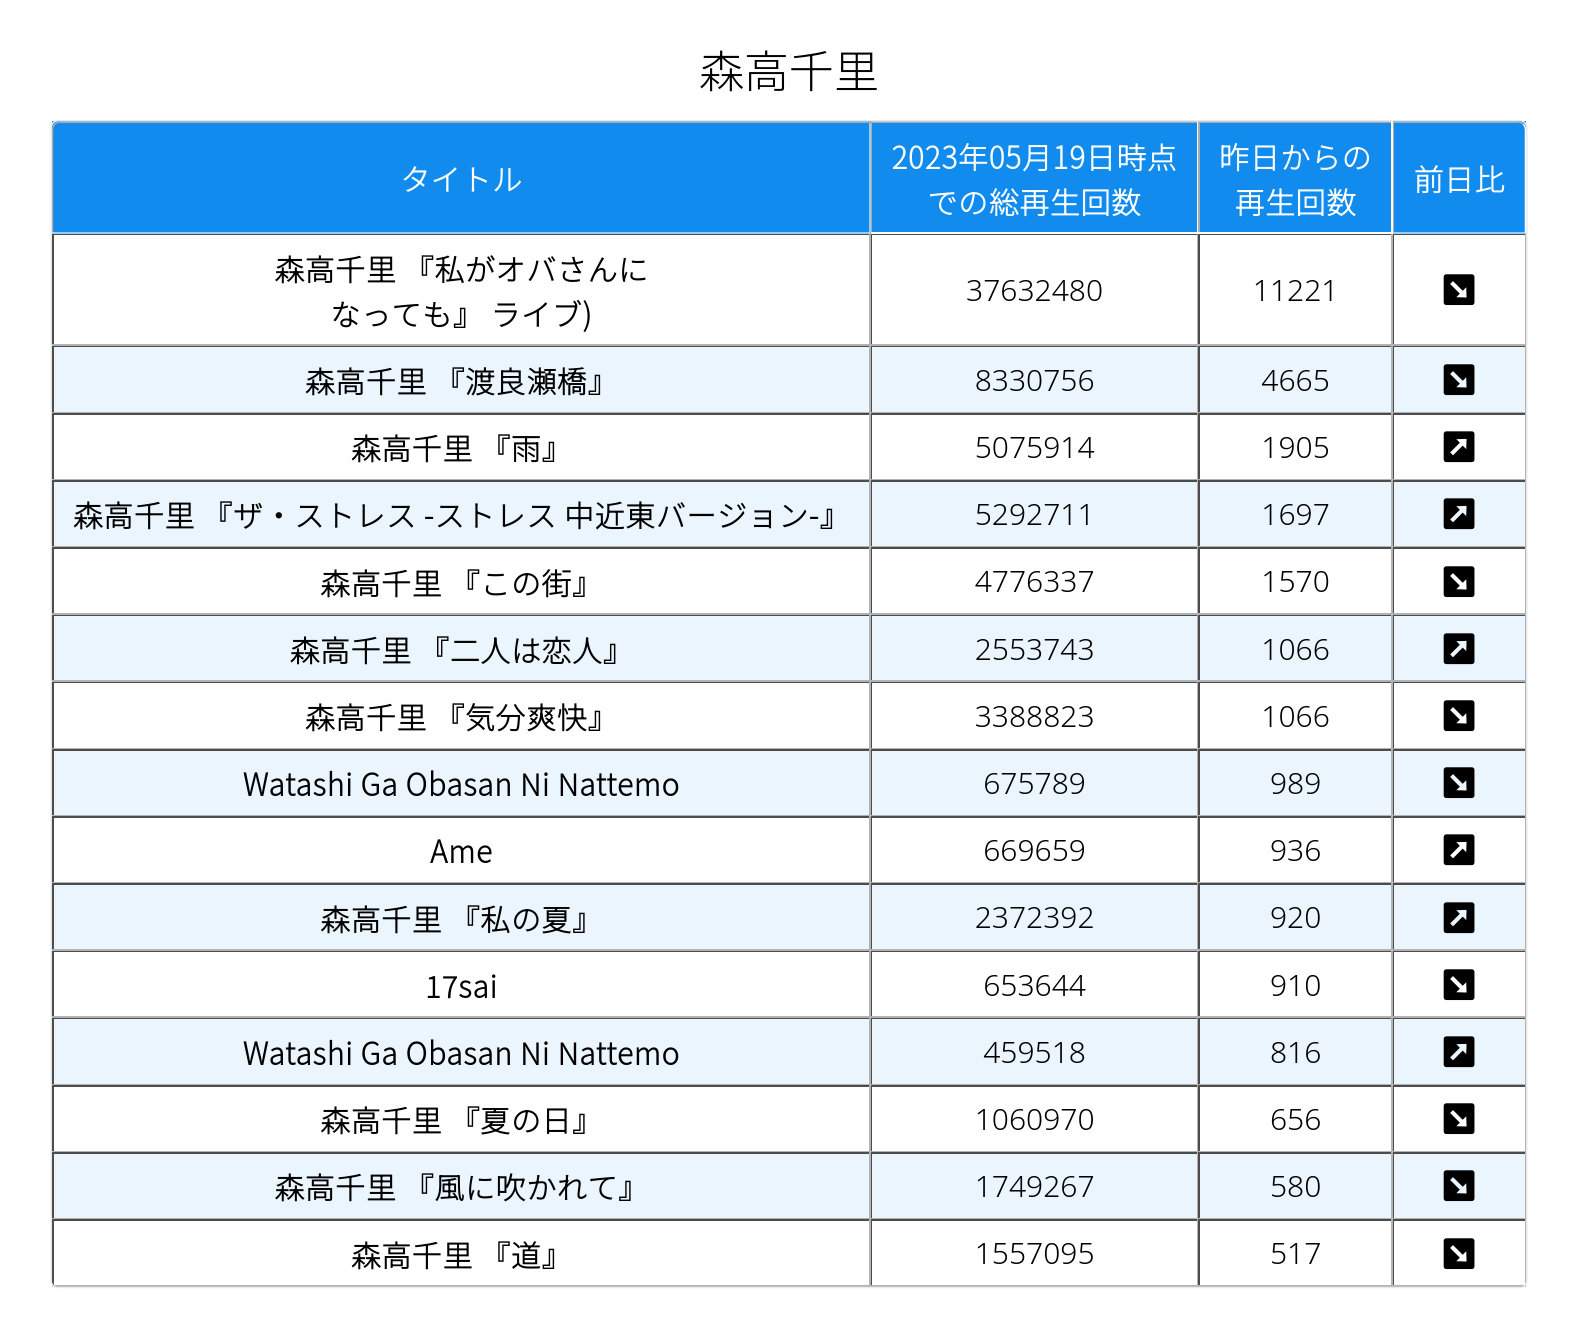 森高千里
タイトル
2023年05月19日時点
での総再生回数
昨日からの
再生回数
前日比
森高千里 『私がオバさんに
なっても』 ライブ)
37632480
11221
森高千里 『渡良瀬橋』
8330756
4665
森高千里 『雨』
5075914
1905
森高千里 『ザ・ストレス -ストレス 中近東バージョン-』
5292711
1697
森高千里 『この街』
4776337
1570
森高千里 『二人は恋人』
2553743
1066
森高千里 『気分爽快』
3388823
1066
Watashi Ga Obasan Ni Nattemo
675789
989
Ame
669659
936
森高千里 『私の夏』
2372392
920
17sai
653644
910
Watashi Ga Obasan Ni Nattemo
459518
816
森高千里 『夏の日』
1060970
656
森高千里 『風に吹かれて』
1749267
580
森高千里 『道』
1557095
517